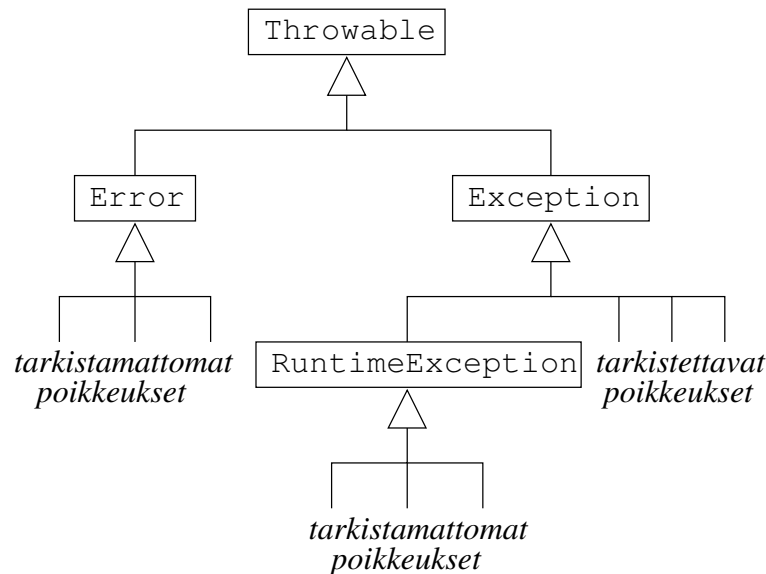 Throwable
Error
Exception
tarkistamattomat
poikkeukset
RuntimeException
tarkistettavat
poikkeukset
tarkistamattomat
poikkeukset